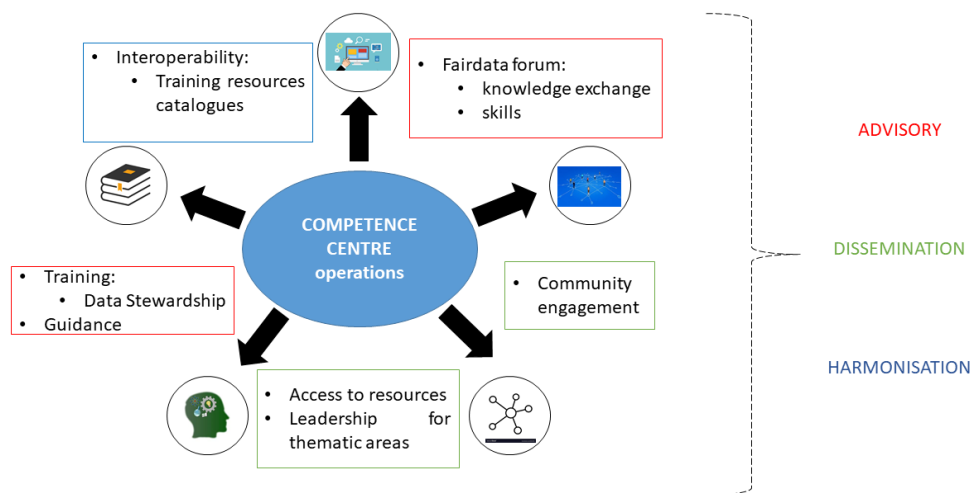 Interoperability:
Training resources
catalogues
Fairdata forum:
knowledge exchange
skills
COMPETENCE
CENTRE
operations
Training:
Data Stewardship
Guidance
Community
engagement
Access to resources
Leadership for
thematic areas
ADVISORY
DISSEMINATION
HARMONISATION